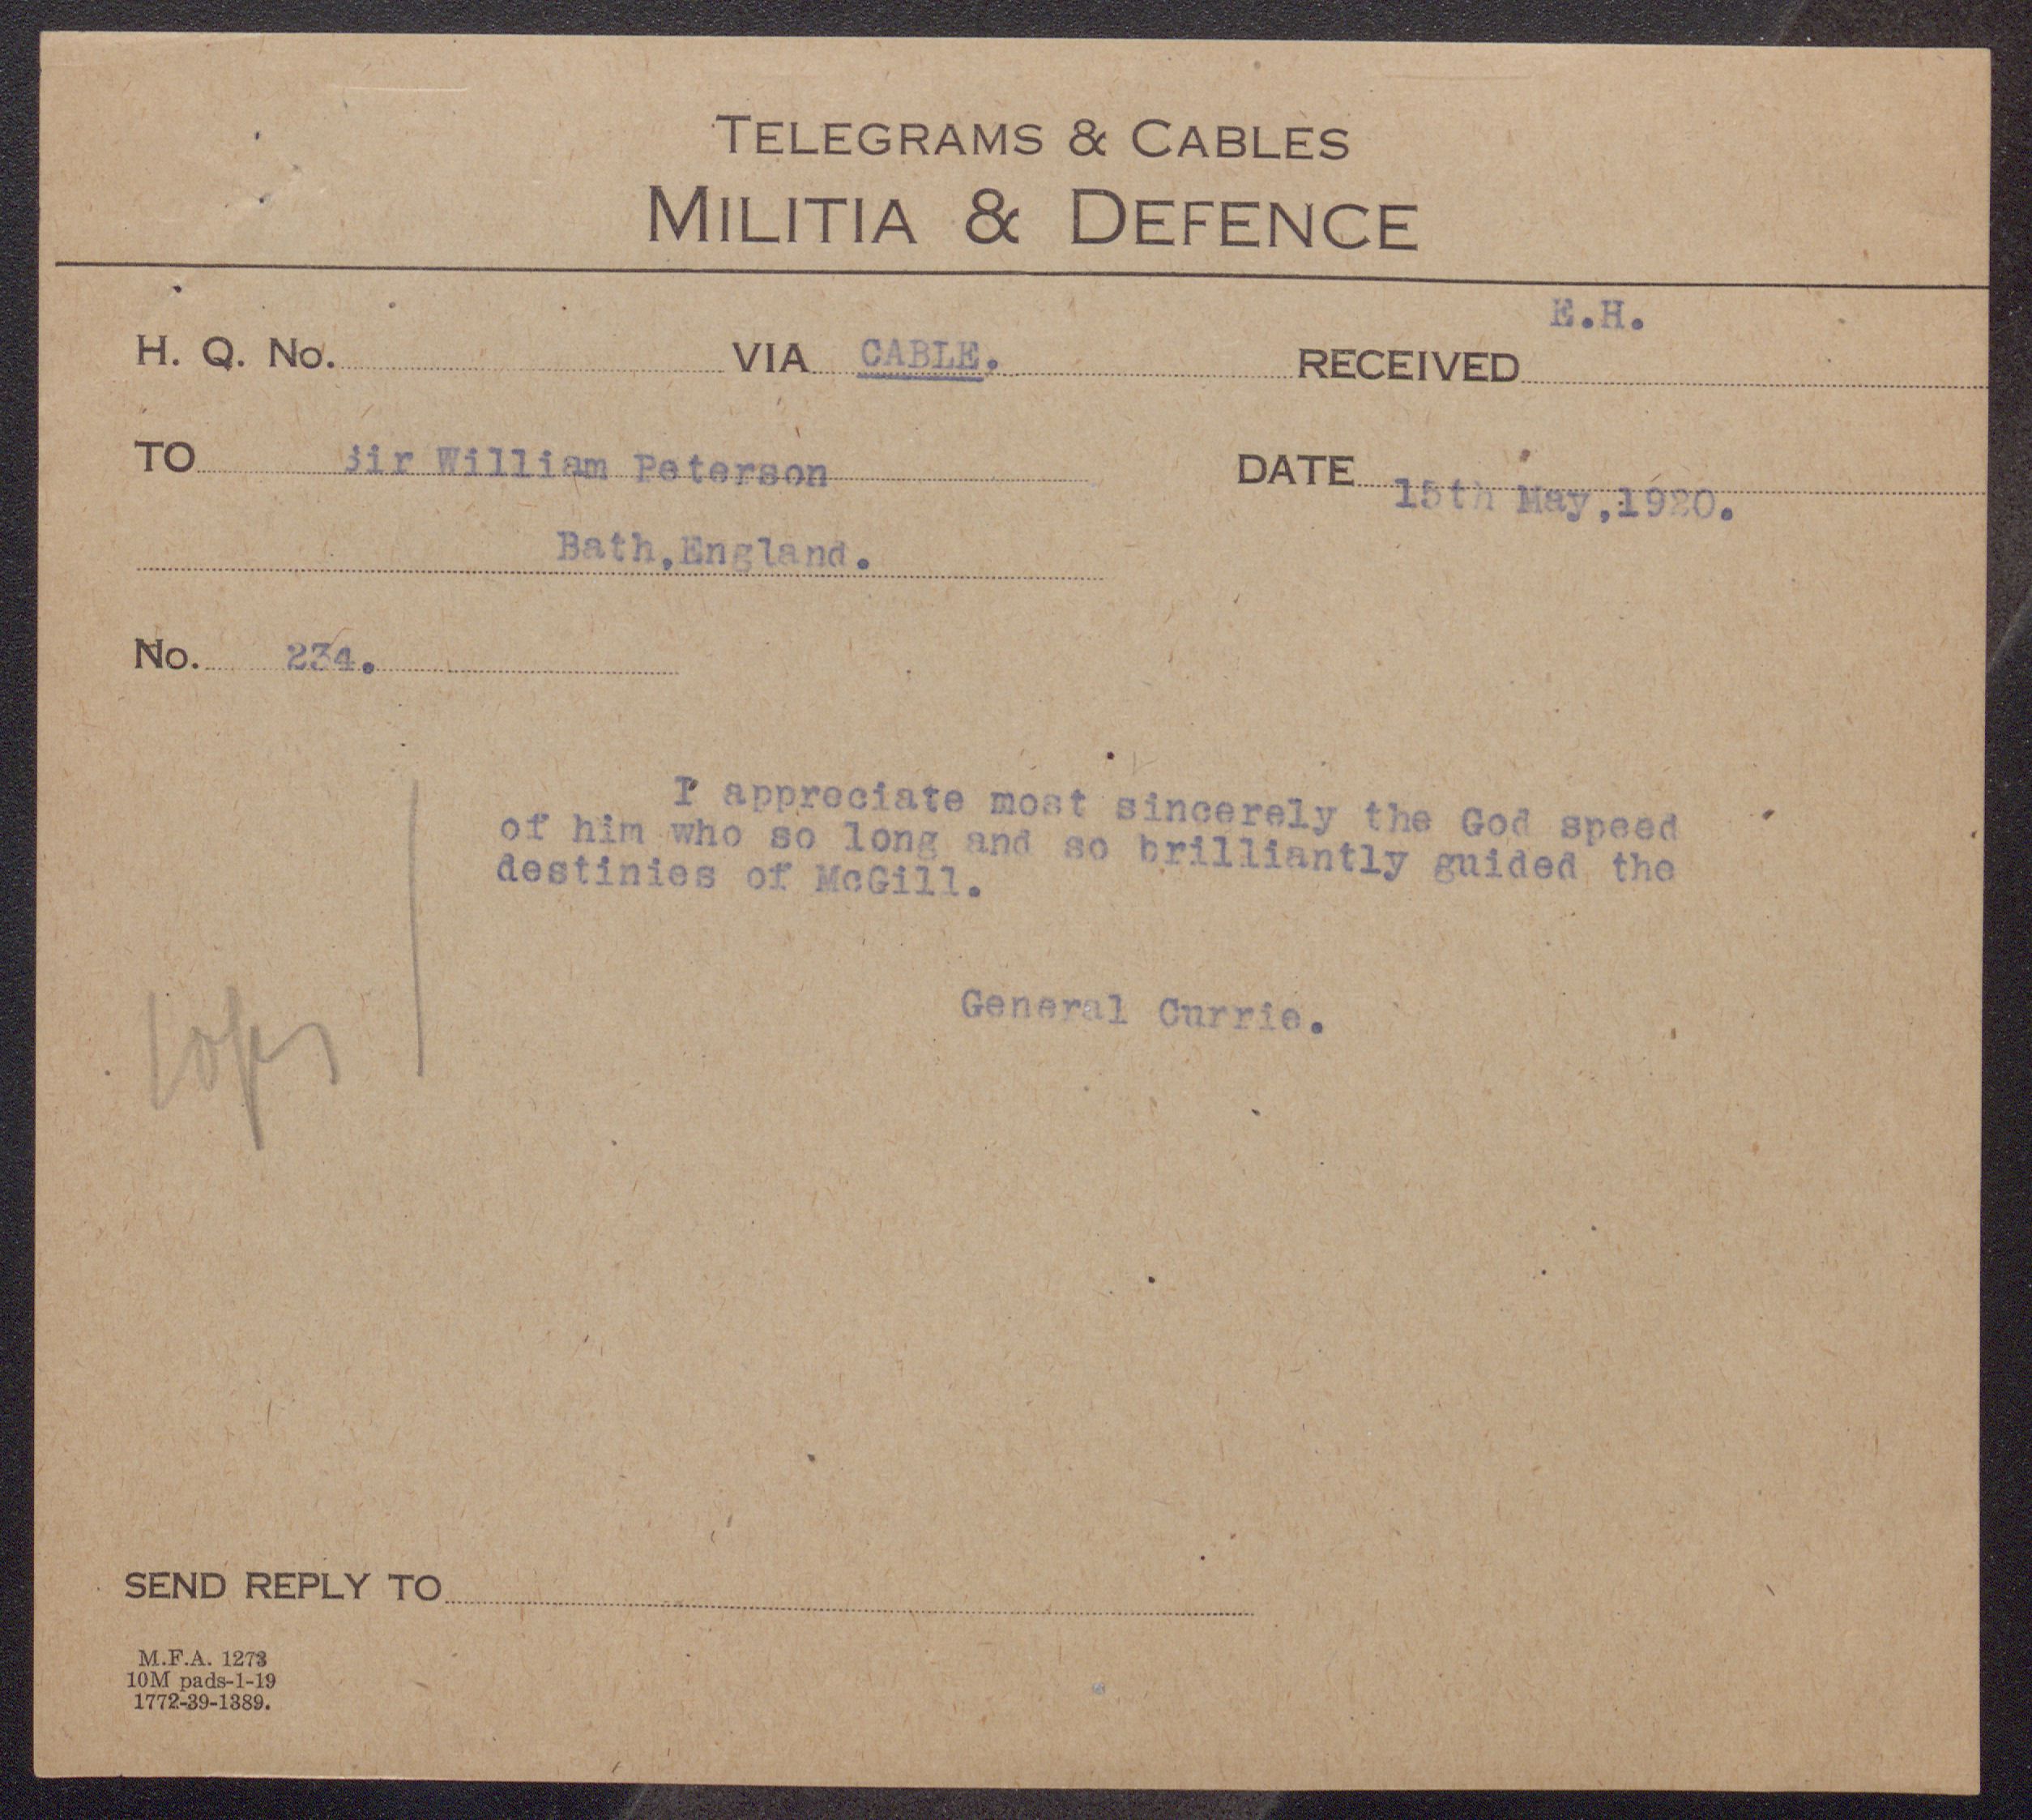 TELEGRAMS & CABLES
MILITIA & DEFENCE
E.H.
H. Q. No. VIA CABLE. RECEIVED
TO Sir William Peterson DATE 15th May, 1920.
Bath, England.
No. 234.
I appreciate most sincerely the God speed
of him who so long and so brilliantly guided the
destinies of McGill.
General Currie.
SEND REPLY TO
M.F.A. 1273
10M pads-1-19
1772-39-1389.